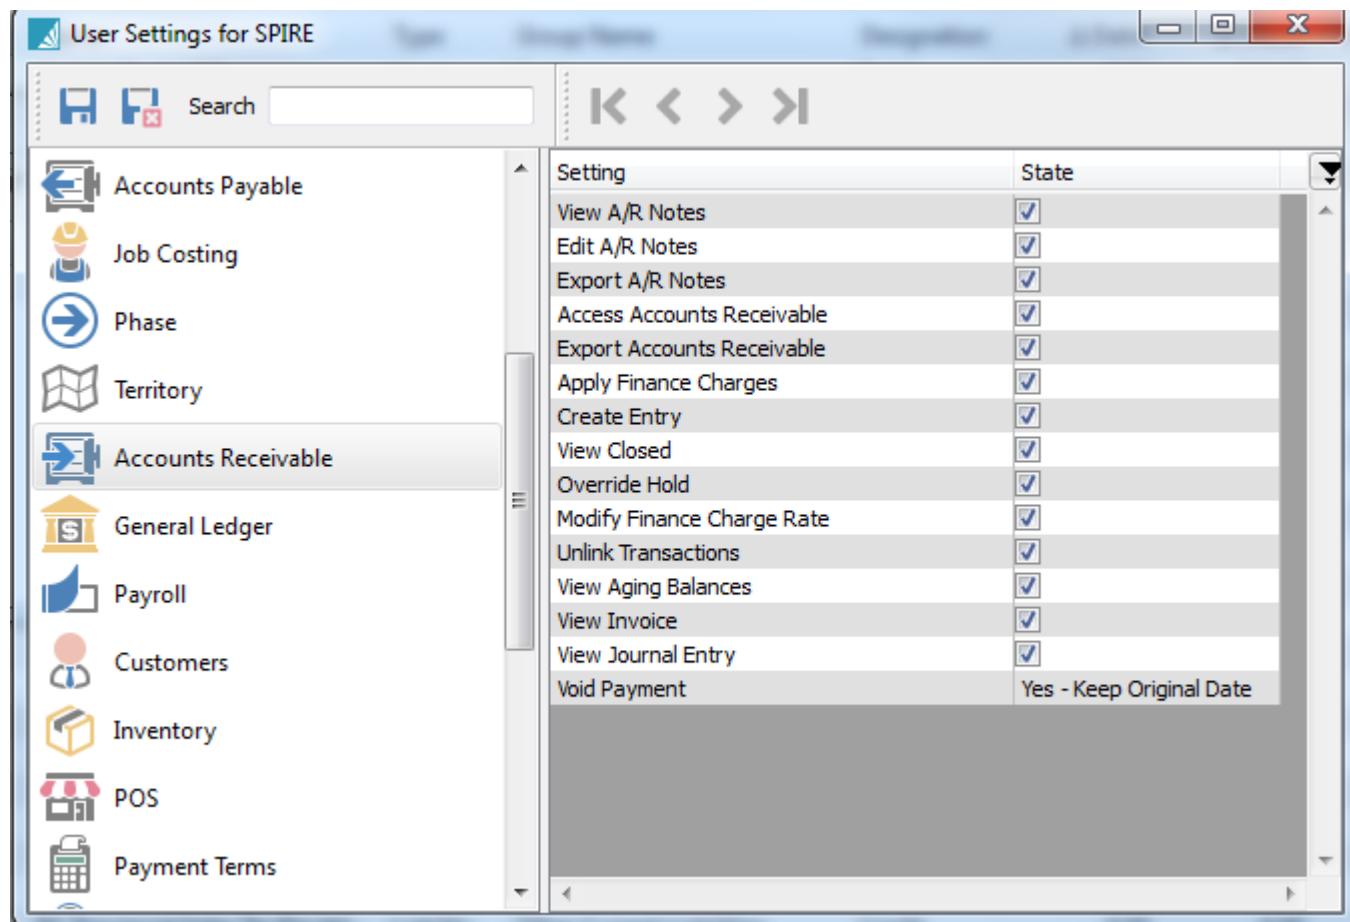 User Settings for SPIRE
Search
Accounts Payable
Job Costing
Phase
Territory
Accounts Receivable
General Ledger
Payroll
Customers
Inventory
POS
Payment Terms
Setting State
View A/R Notes
Edit A/R Notes
Export A/R Notes
Access Accounts Receivable
Export Accounts Receivable
Apply Finance Charges
Create Entry
View Closed
Override Hold
Modify Finance Charge Rate
Unlink Transactions
View Aging Balances
View Invoice
View Journal Entry
Void Payment Yes - Keep Original Date